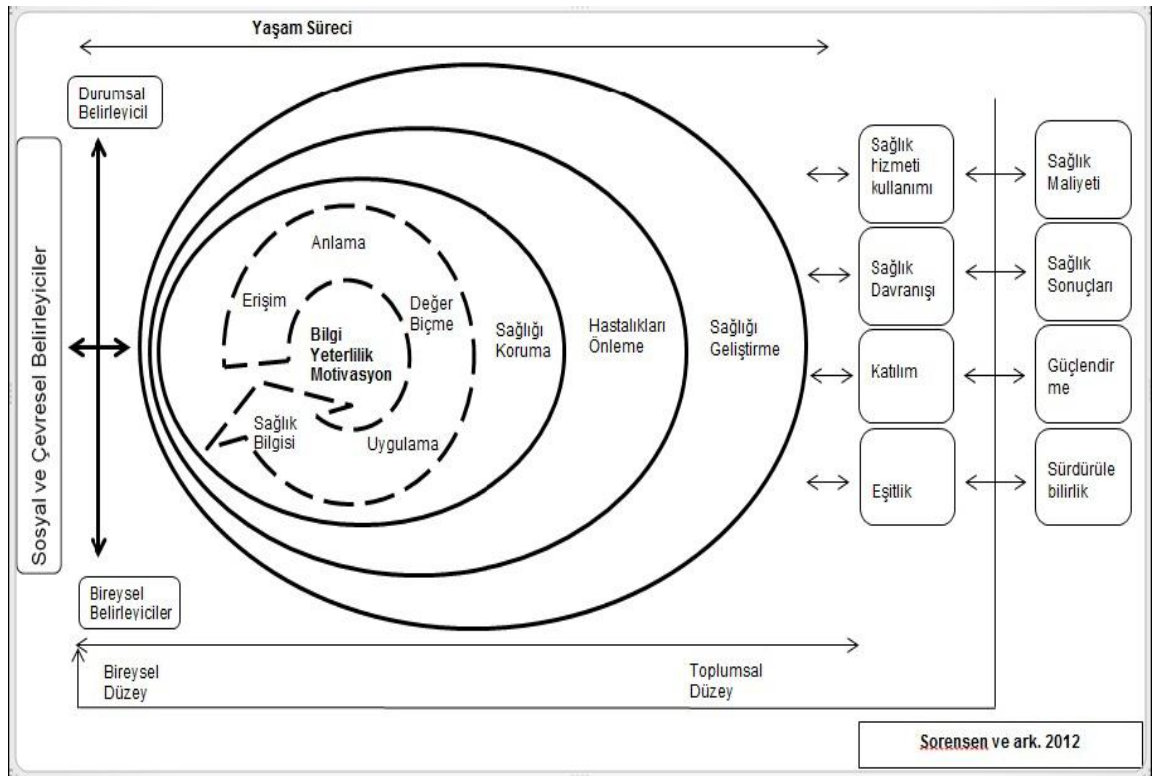 Yaşam Süreci
Durumsal
Belirleyicil
Sosyal ve Çevresel Belirleyiciler
Bireysel
Belirleyiciler
Anlama
Erişim
Değer
Biçme
Bilgi
Yeterlilik
Motivasyon
Sağlık
Bilgisi
Uygulama
Sağlığı
Koruma
Hastalıkları
Önleme
Sağlığı
Geliştirme
Sağlık
hizmeti
kullanımı
Sağlık
Maliyeti
Sağlık
Davranışı
Sağlık
Sonuçları
Katılım
Güçlendir
me
Eşitlik
Sürdürüle
bilirlik
Bireysel
Düzey
Toplumsal
Düzey
Sorensen ve ark. 2012